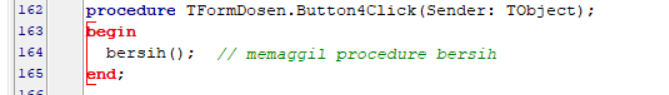 162 procedure TFormDosen.Button4Click(Sender: TObject);
163 begin
164 bersih(); // memaggil procedure bersih
165 end;